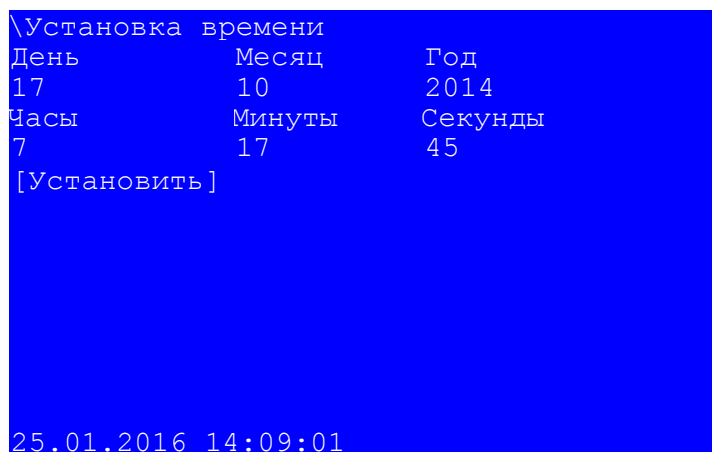 \Установка времени
День Месяц Год
17 10 2014
Часы Минуты Секунды
7 17 45
[Установить]
25.01.2016 14:09:01